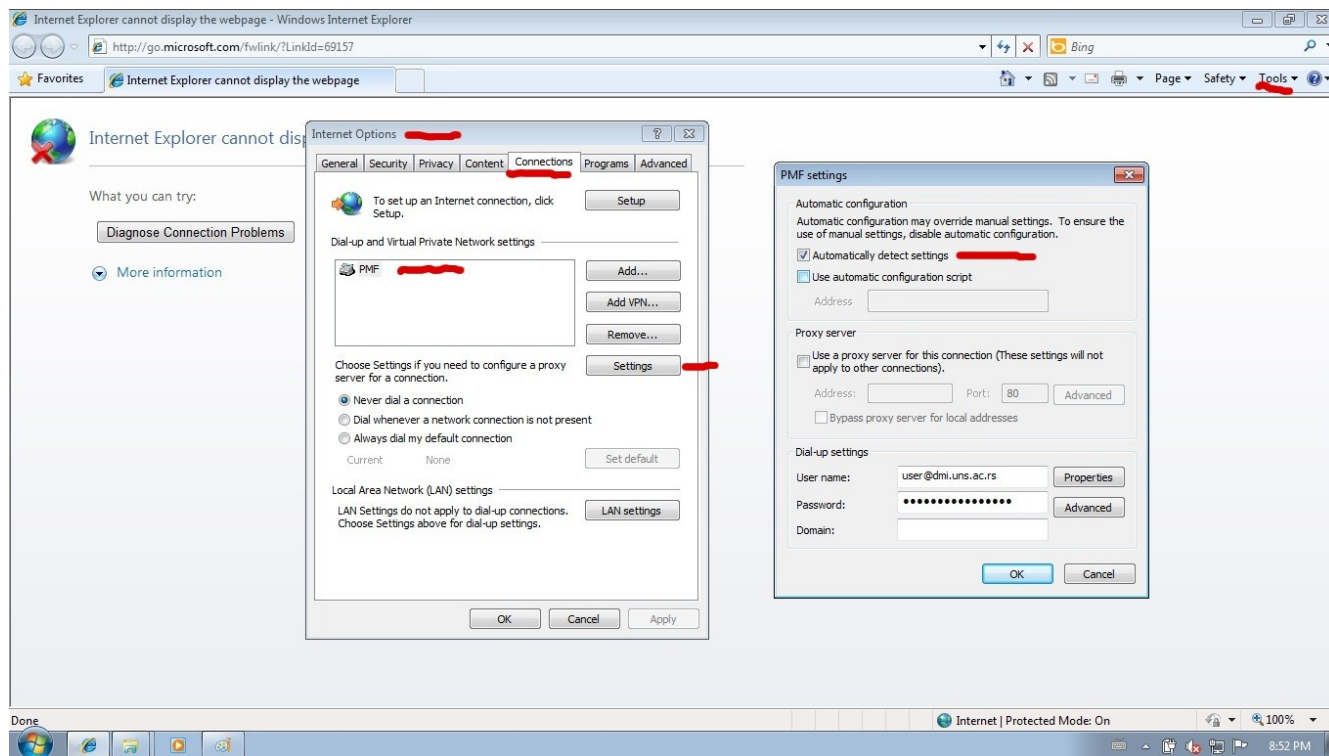 Internet Explorer cannot display the webpage - Windows Internet Explorer
http://go.microsoft.com/fwlink/?LinkId=69157
Bing
Favorites
Internet Explorer cannot display the webpage
Page
Safety
Tools
Internet Explorer cannot disp
What you can try:
Diagnose Connection Problems
More information
Internet Options
General Security Privacy Content Connections Programs Advanced
To set up an Internet connection, click
Setup.
Setup
Dial-up and Virtual Private Network settings
PMF
Add...
Add VPN...
Remove...
Choose Settings if you need to configure a proxy
server for a connection.
Settings
Never dial a connection
Dial whenever a network connection is not present
Always dial my default connection
Current None
Set default
Local Area Network (LAN) settings
LAN Settings do not apply to dial-up connections.
Choose Settings above for dial-up settings.
LAN settings
OK Cancel Apply
PMF settings
Automatic configuration
Automatic configuration may override manual settings. To ensure the
use of manual settings, disable automatic configuration.
Automatically detect settings
Use automatic configuration script
Address
Proxy server
Use a proxy server for this connection (These settings will not
apply to other connections).
Address: Port: 80 Advanced
Bypass proxy server for local addresses
Dial-up settings
User name: user@dmi.uns.ac.rs Properties
Password: •••••••••••••••• Advanced
Domain:
OK Cancel
Done
Internet | Protected Mode: On
100%
8:52 PM